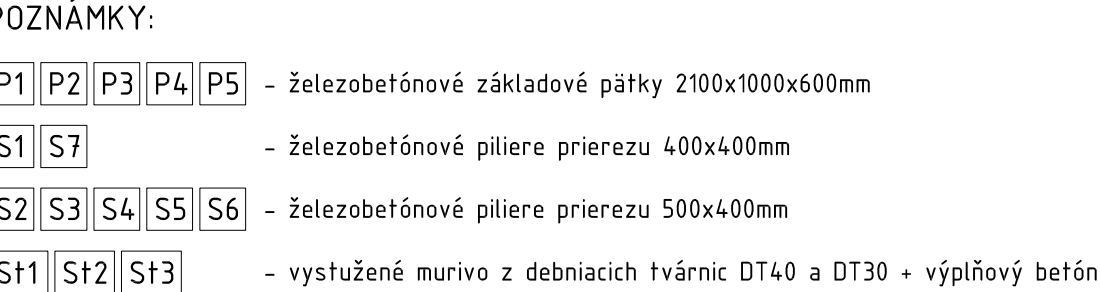 POZNÁMKY:
P1 P2 P3 P4 P5 - železobetónové základové pätky 2100x1000x600mm
S1 S7 - železobetónové piliere prierezu 400x400mm
S2 S3 S4 S5 S6 - železobetónové piliere prierezu 500x400mm
St1 St2 St3 - vystužené murivo z debniacich tvárnic DT40 a DT30 + výplňový betón